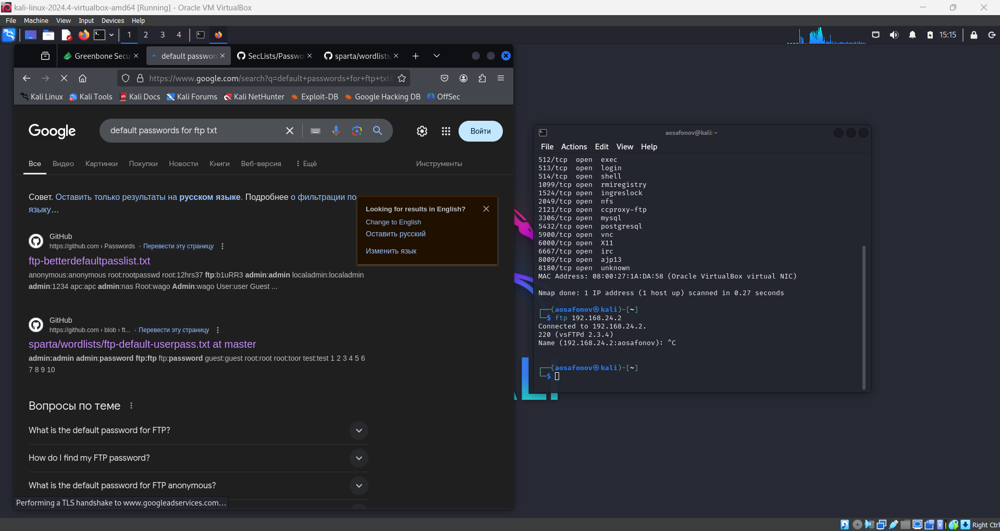 kali-linux-2024.4-virtualbox-amd64 [Running] - Oracle VM VirtualBox
File Machine View Input Devices Help
1 2 3 4
15:15
Greenbone Secu
default password
SecLists/Passwo
sparta/wordlists
https://www.google.com/search?q=default+passwords+for+ftp+txt&
Kali Linux Kali Tools Kali Docs Kali Forums Kali NetHunter Exploit-DB Google Hacking DB OffSec
Google
default passwords for ftp txt
Войти
Все Видео Картинки Покупки Новости Книги Веб-версия Ещё Инструменты
Совет. Оставить только результаты на русском языке. Подробнее о фильтрации по
языку…
Looking for results in English?
Change to English
Оставить русский
Изменить язык
GitHub
https://github.com › Passwords · Перевести эту страницу
ftp-betterdefaultpasslist.txt
anonymous:anonymous root:rootpasswd root:12hrs37 ftp:b1uRR3 admin:admin localadmin:localadmin
admin:1234 apc:apc admin:nas Root:wago Admin:wago User:user Guest ...
GitHub
https://github.com › blob › ft... · Перевести эту страницу
sparta/wordlists/ftp-default-userpass.txt at master
admin:admin admin:password ftp:ftp ftp:password guest:guest root:root root:toor test:test 1 2 3 4 5 6
7 8 9 10
Вопросы по теме
What is the default password for FTP?
How do I find my FTP password?
What is the default password for FTP anonymous?
Performing a TLS handshake to www.googleadservices.com…
aosafonov@kali: ~
File Actions Edit View Help
512/tcp open exec
513/tcp open login
514/tcp open shell
1099/tcp open rmiregistry
1524/tcp open ingreslock
2049/tcp open nfs
2121/tcp open ccproxy-ftp
3306/tcp open mysql
5432/tcp open postgresql
5900/tcp open vnc
6000/tcp open X11
6667/tcp open irc
8009/tcp open ajp13
8180/tcp open unknown
MAC Address: 08:00:27:1A:DA:58 (Oracle VirtualBox virtual NIC)
Nmap done: 1 IP address (1 host up) scanned in 0.27 seconds
┌──(aosafonov㉿kali)-[~]
└─$ ftp 192.168.24.2
Connected to 192.168.24.2.
220 (vsFTPd 2.3.4)
Name (192.168.24.2:aosafonov): ^C
┌──(aosafonov㉿kali)-[~]
└─$
Right Ctrl